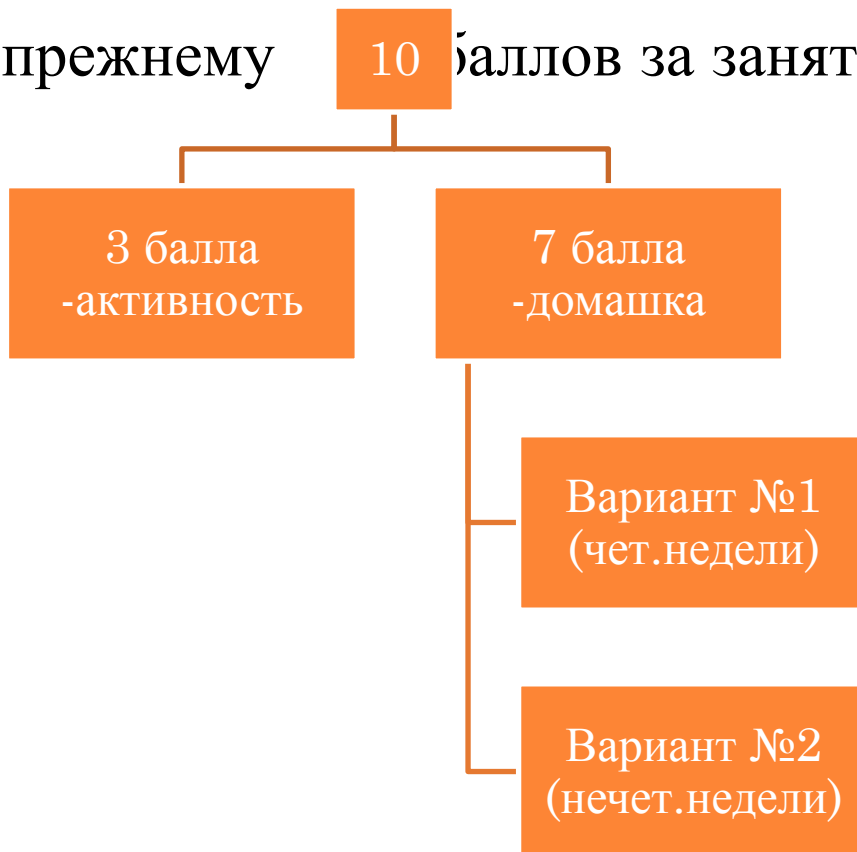 прежнему 10 баллов за занят
3 балла
-активность
7 балла
-домашка
Вариант №1
(чет.недели)
Вариант №2
(нечет.недели)